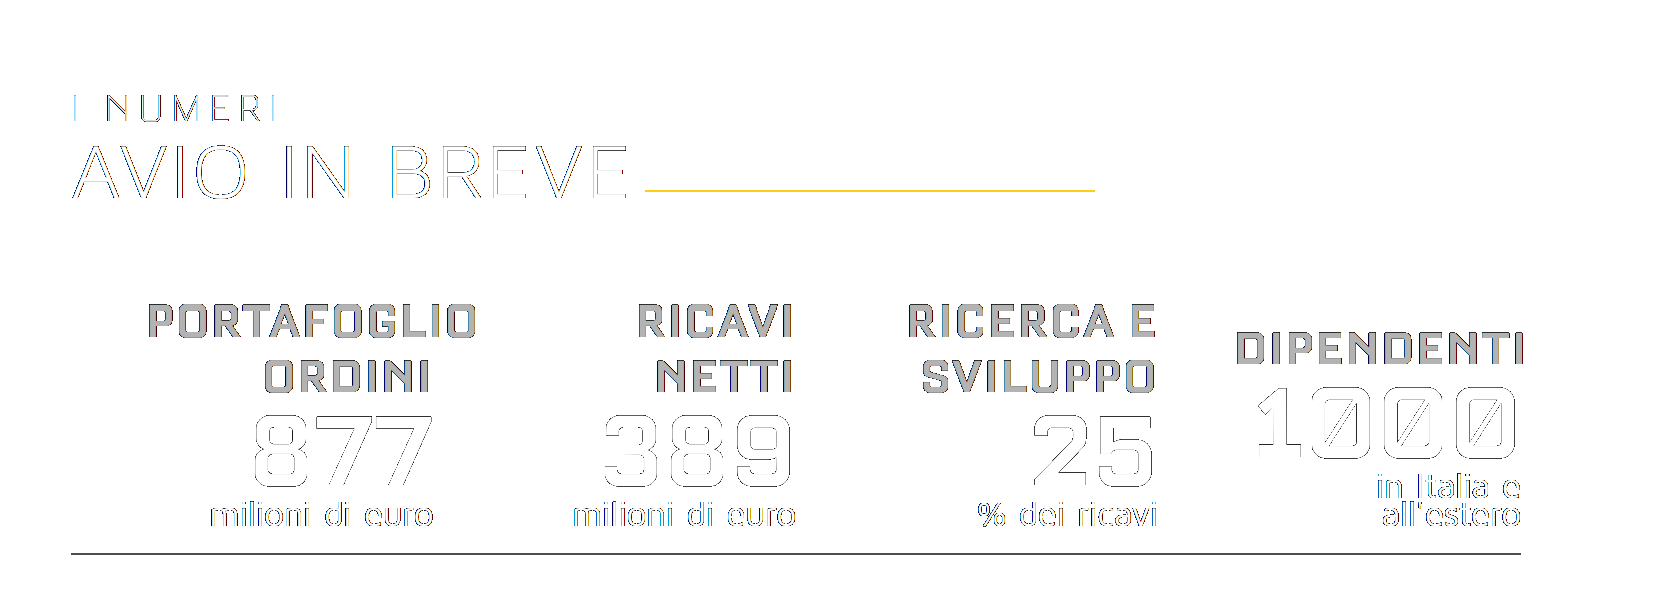 I NUMERI
AVIO IN BREVE
PORTAFOGLIO
ORDINI
877
milioni di euro
RICAVI
NETTI
389
milioni di euro
RICERCA E
SVILUPPO
25
% dei ricavi
DIPENDENTI
1000
in Italia e
all'estero